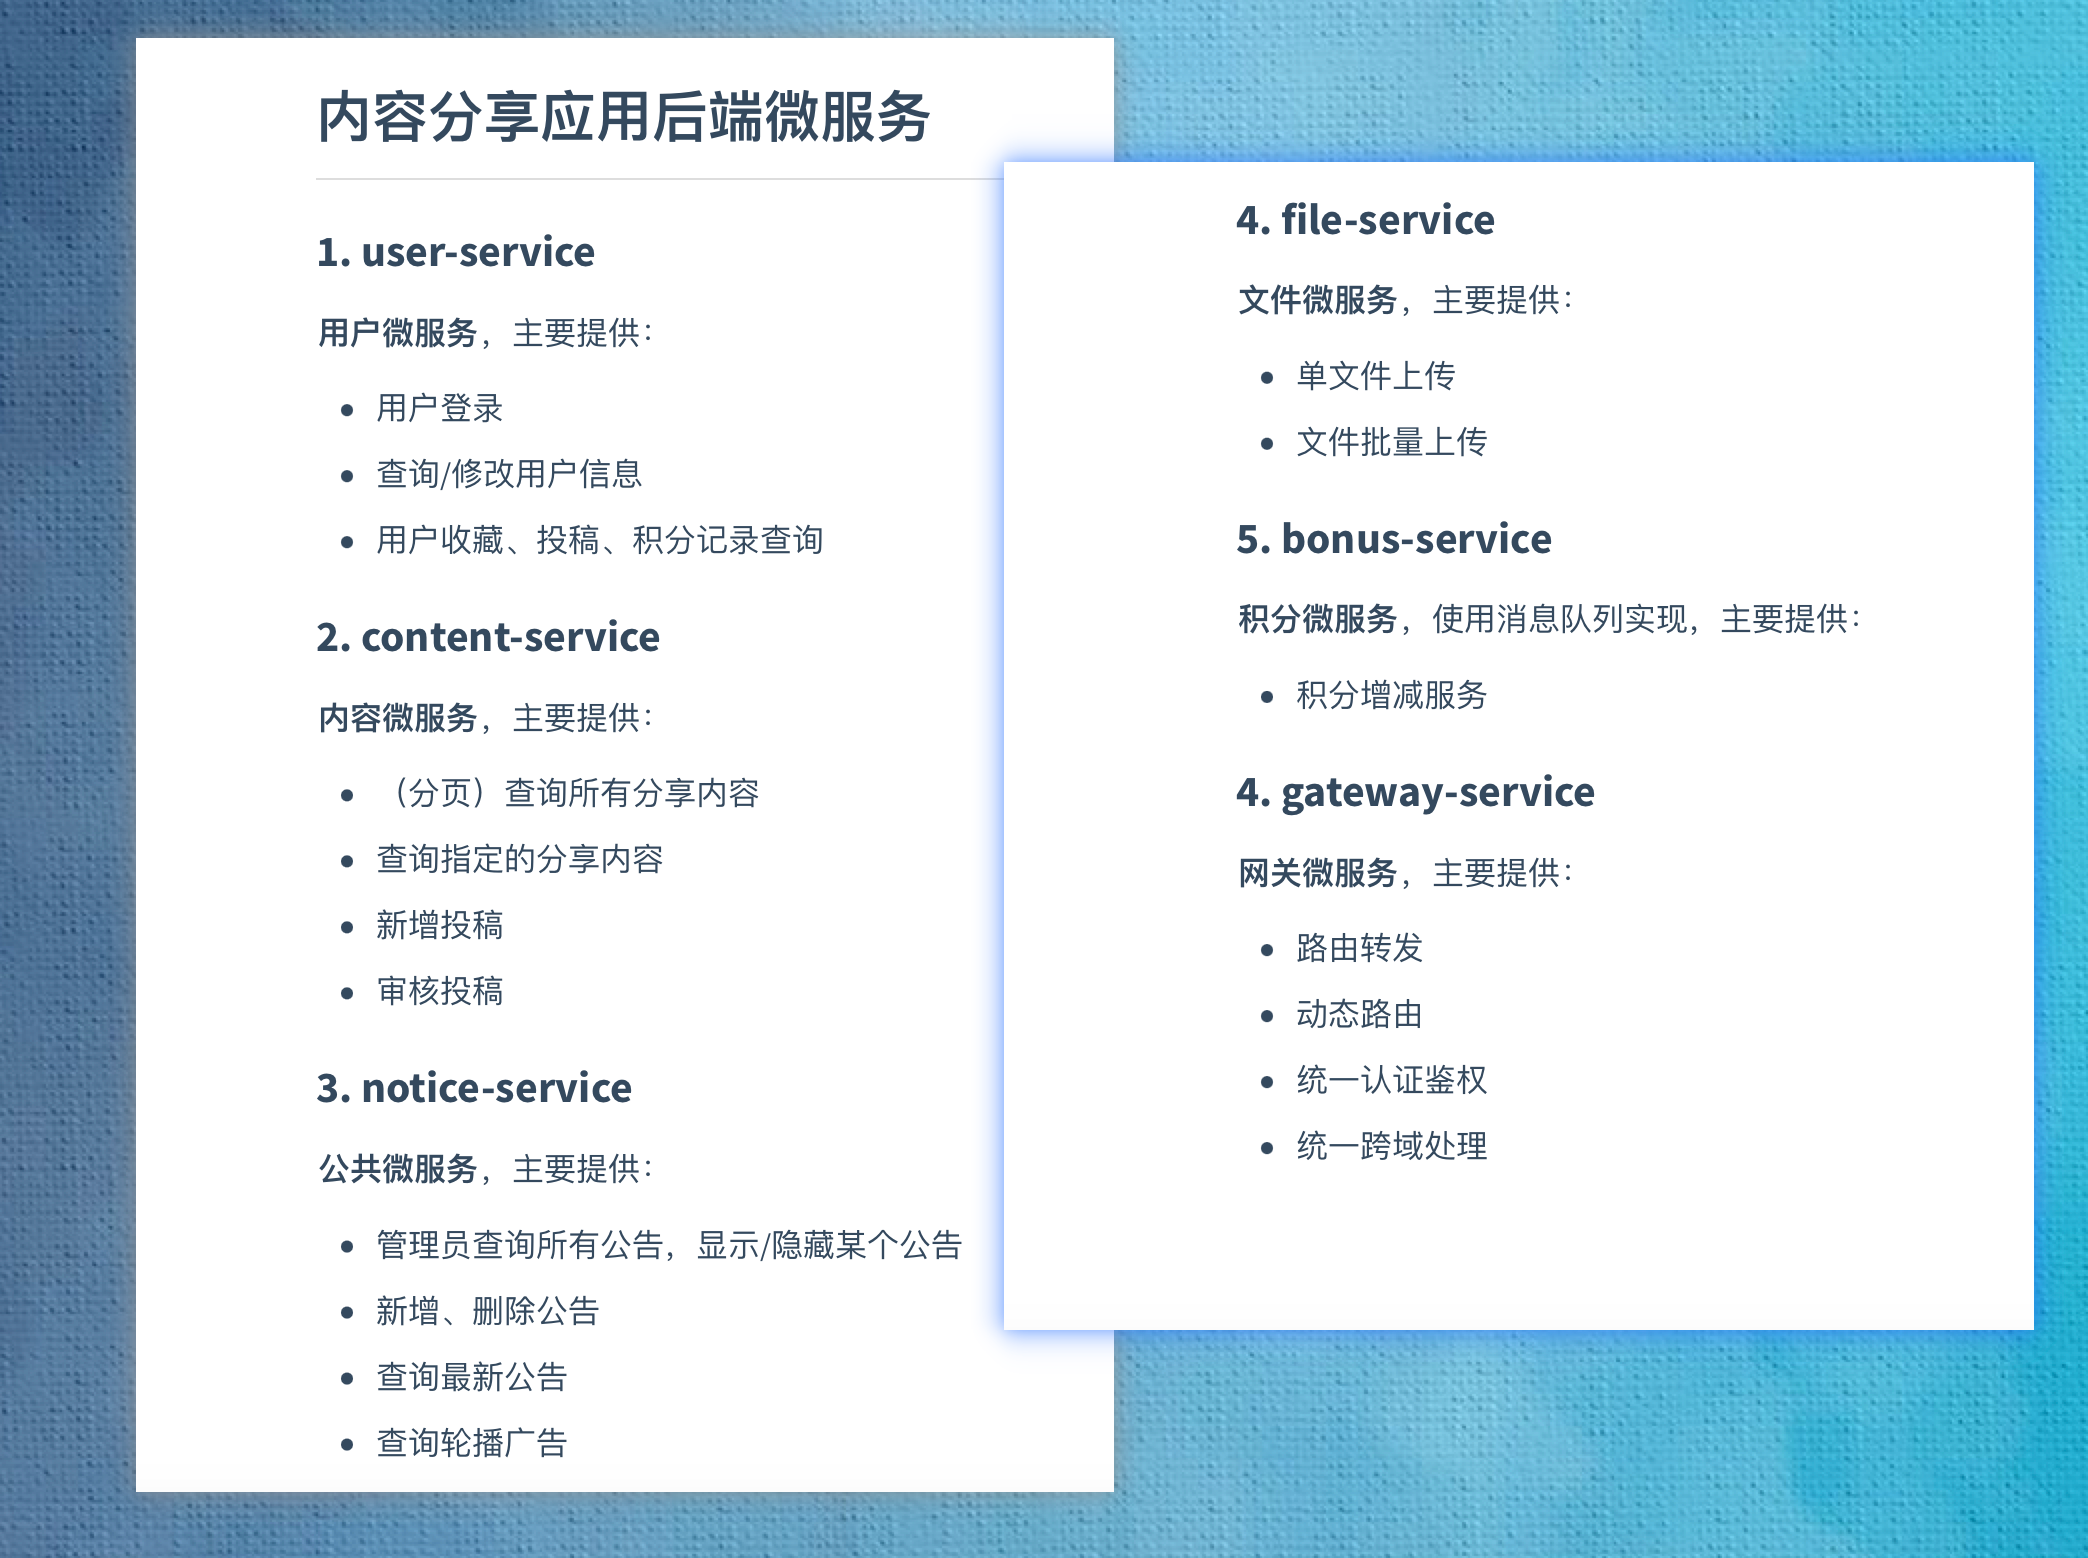 内容分享应用后端微服务
1. user-service
用户微服务，主要提供：
用户登录
查询/修改用户信息
用户收藏、投稿、积分记录查询
2. content-service
内容微服务，主要提供：
（分页）查询所有分享内容
查询指定的分享内容
新增投稿
审核投稿
3. notice-service
公共微服务，主要提供：
管理员查询所有公告，显示/隐藏某个公告
新增、删除公告
查询最新公告
查询轮播广告
4. file-service
文件微服务，主要提供：
单文件上传
文件批量上传
5. bonus-service
积分微服务，使用消息队列实现，主要提供：
积分增减服务
4. gateway-service
网关微服务，主要提供：
路由转发
动态路由
统一认证鉴权
统一跨域处理